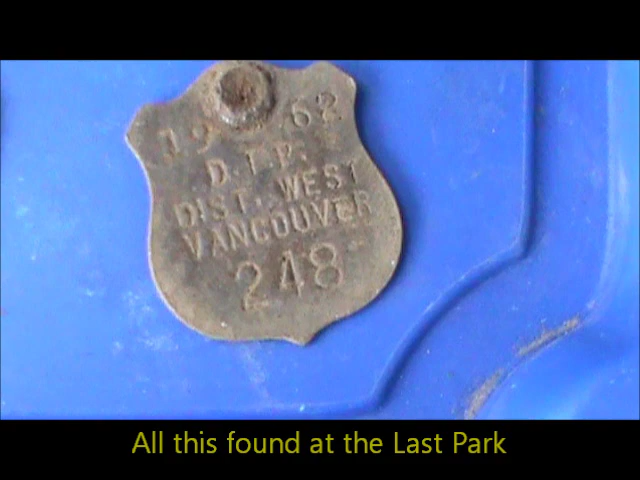 19 62
D.T.P.
DIST. WEST
VANCOUVER
248
All this found at the Last Park